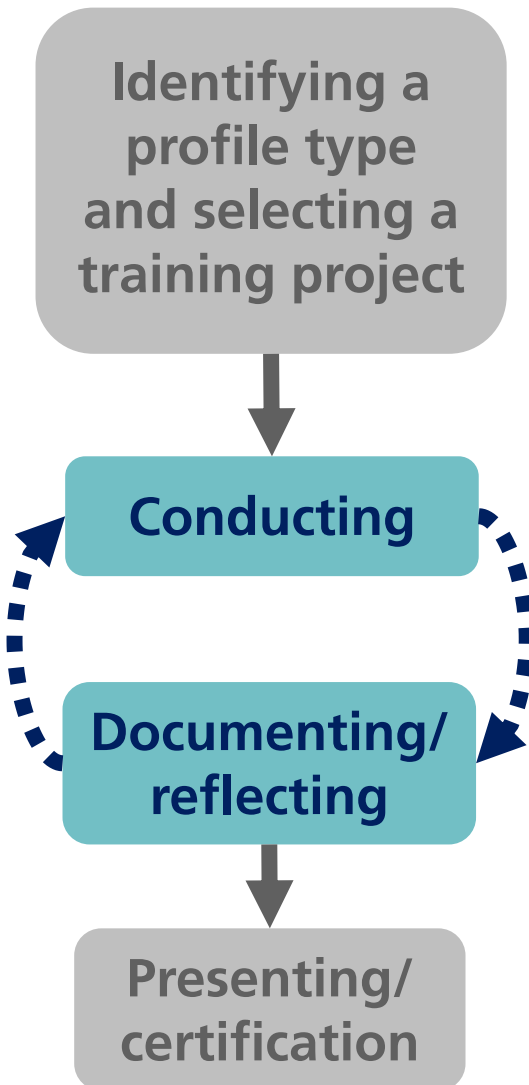 Identifying a
profile type
and selecting a
training project
Conducting
Documenting/
reflecting
Presenting/
certification